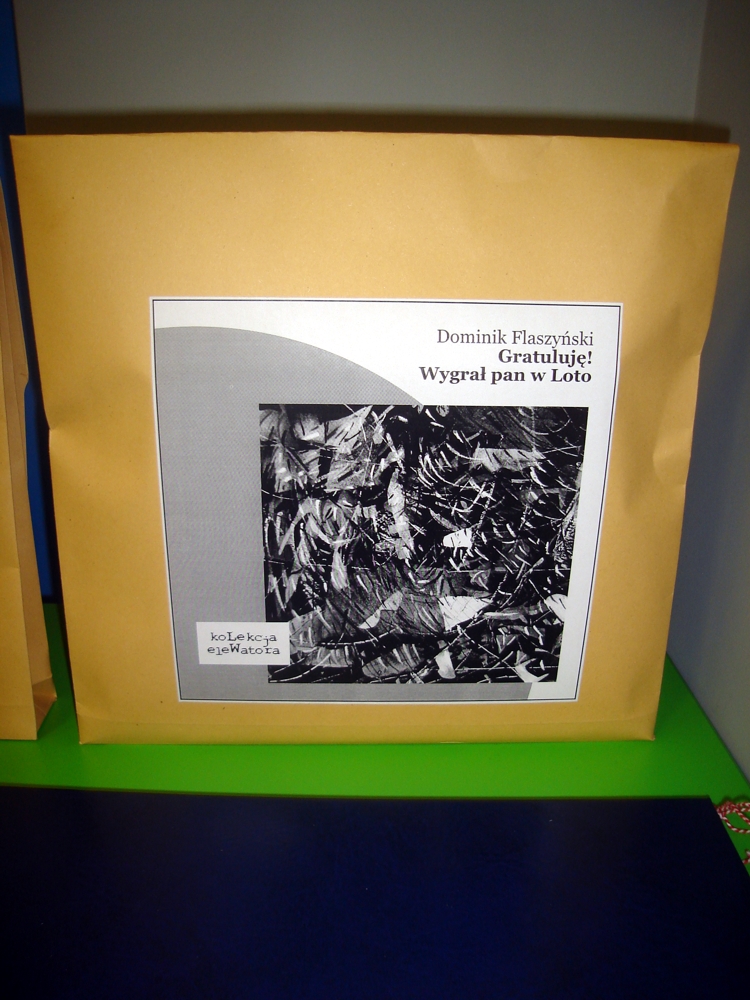 Dominik Flaszyński
Gratuluję!
Wygrał pan w Loto
koLekcja
eleWatora